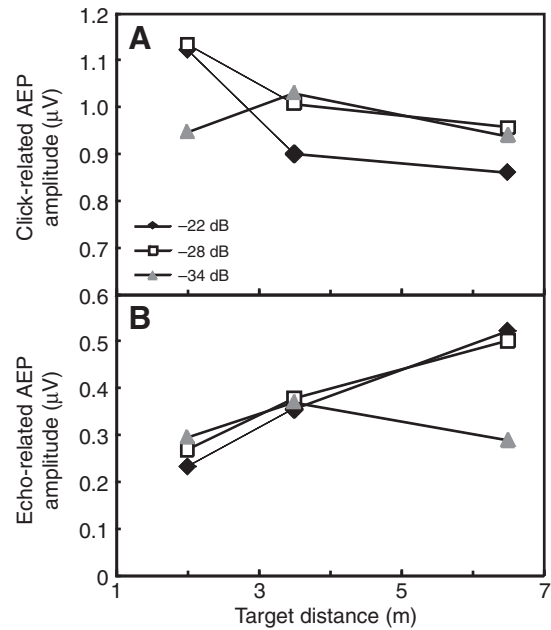 1.2
A
1.1
1.0
0.9
0.8
0.7
0.6
Click-related AEP
amplitude (μV)
–22 dB
–28 dB
–34 dB
B
0.5
0.4
0.3
0.2
0.1
0
Echo-related AEP
amplitude (μV)
1 3 5 7
Target distance (m)